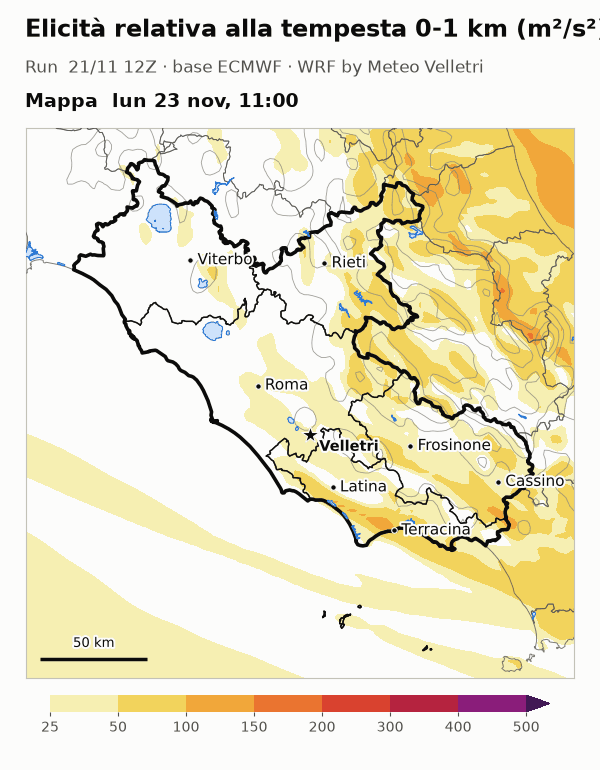 Elicità relativa alla tempesta 0-1 km (m²/s²)
Run 21/11 12Z · base ECMWF · WRF by Meteo Velletri
Mappa lun 23 nov, 11:00
Viterbo
Rieti
Roma
Velletri
Frosinone
Latina
Cassino
Terracina
50 km
25 50 100 150 200 300 400 500